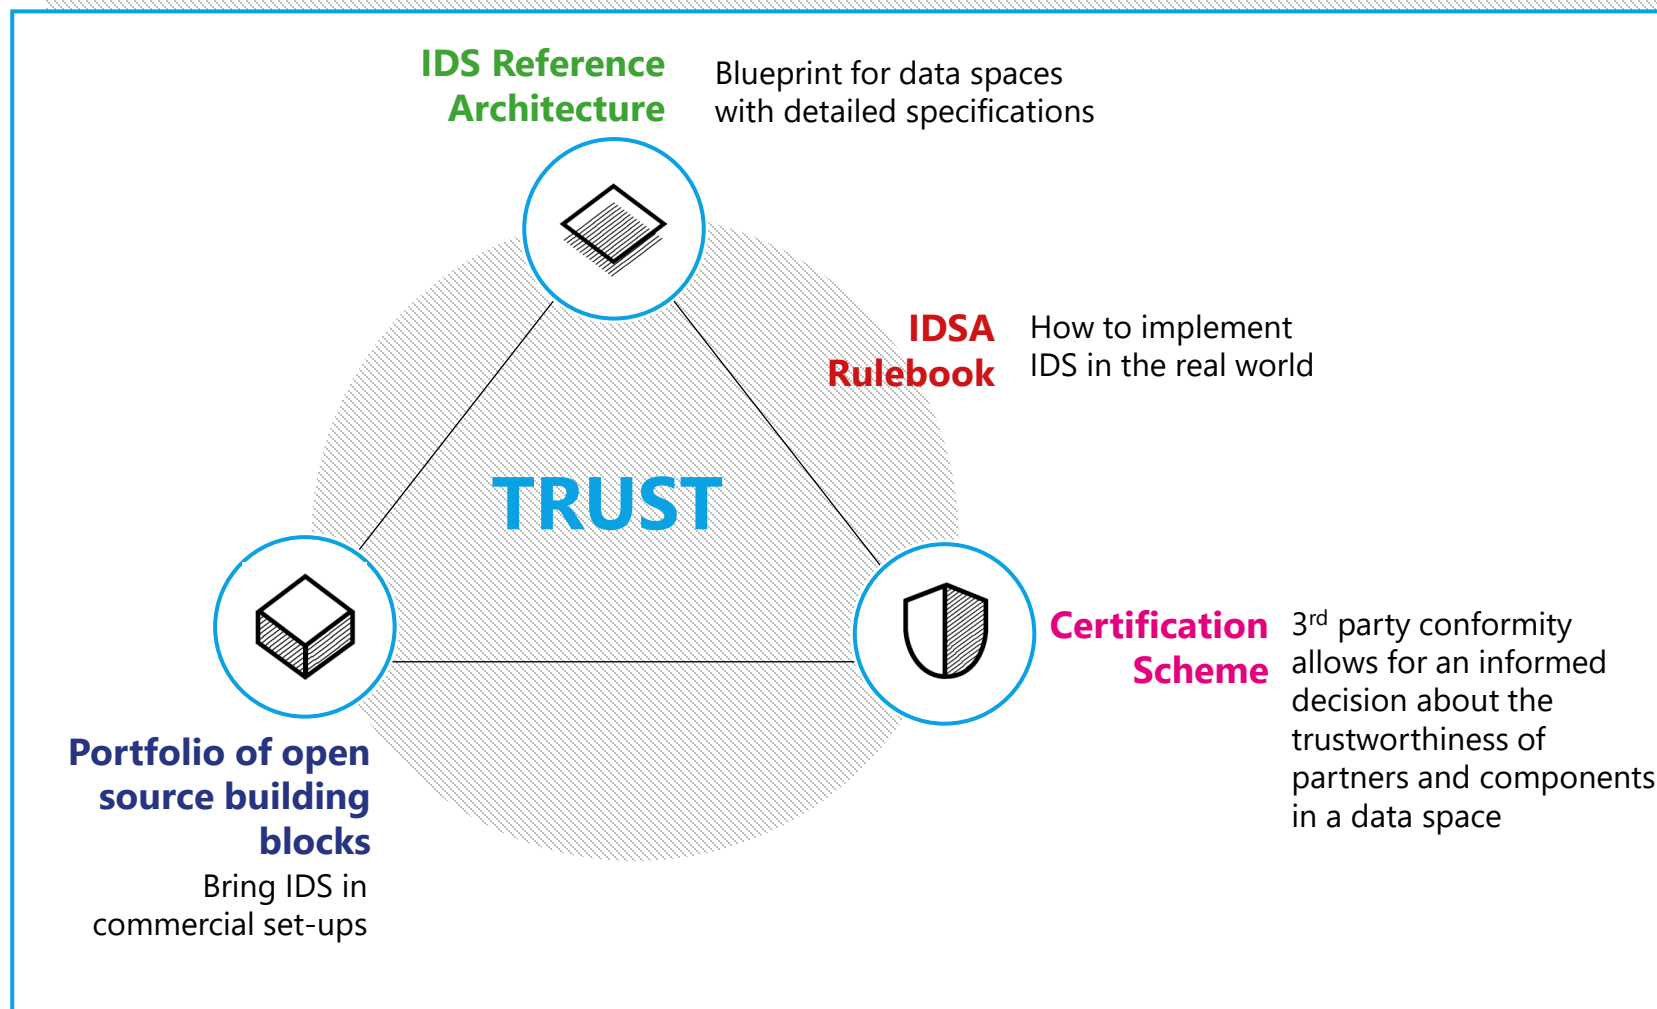 IDS Reference
Architecture
Blueprint for data spaces
with detailed specifications
IDSA
Rulebook
How to implement
IDS in the real world
TRUST
Certification
Scheme
3rd party conformity
allows for an informed
decision about the
trustworthiness of
partners and components
in a data space
Portfolio of open
source building
blocks
Bring IDS in
commercial set-ups